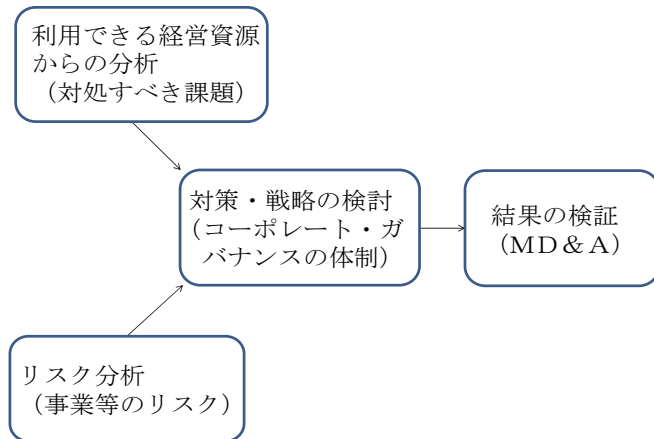 利用できる経営資源
からの分析
（対処すべき課題）
対策・戦略の検討
（コーポレート・ガ
バナンスの体制）
結果の検証
（ＭＤ＆Ａ）
リスク分析
（事業等のリスク）